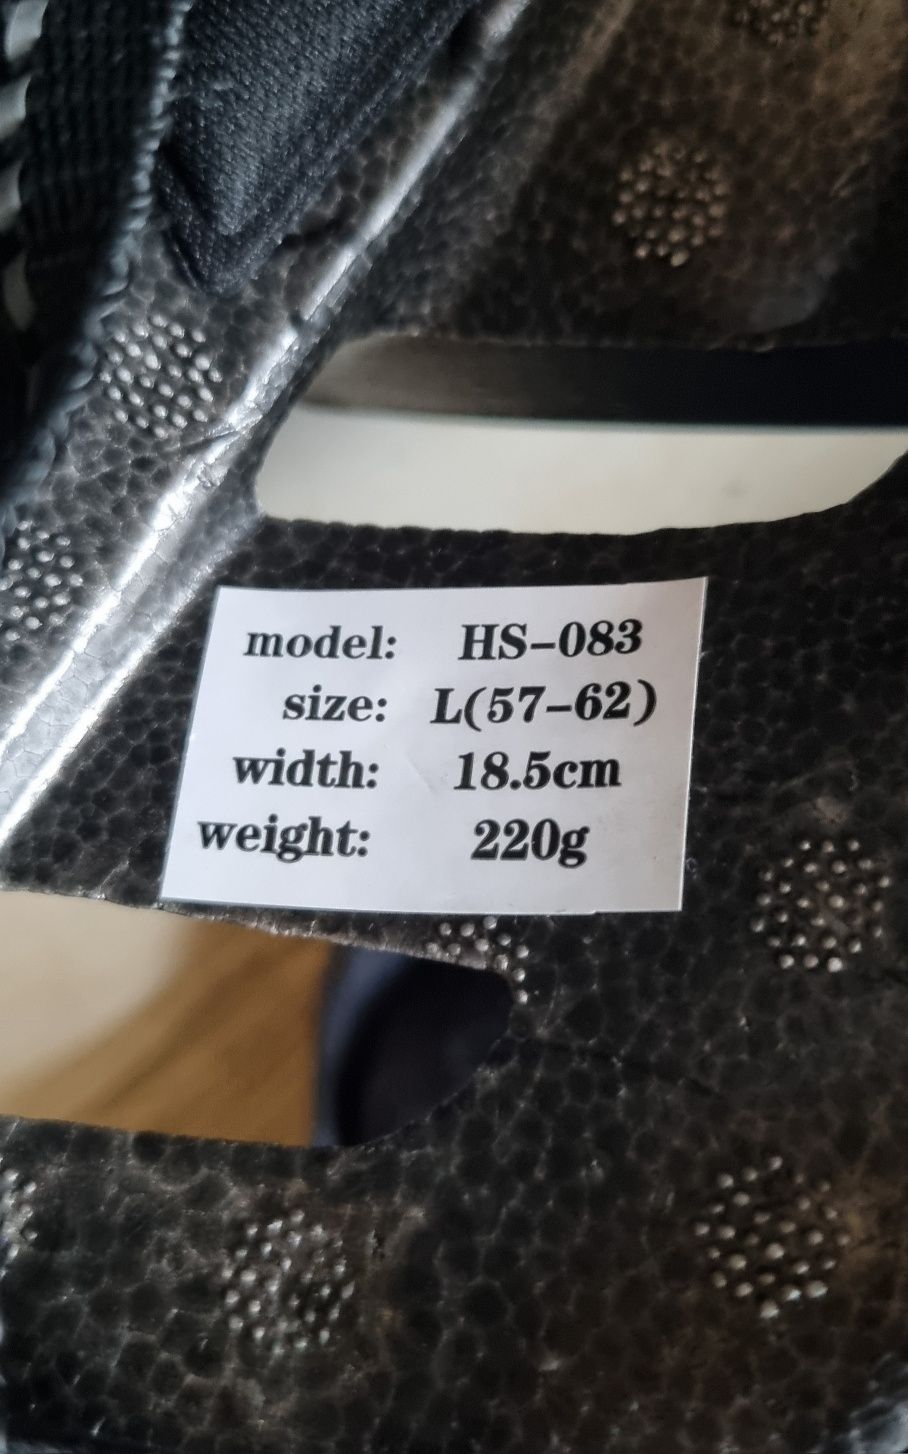 model: HS-083
size: L(57-62)
width: 18.5cm
weight: 220g